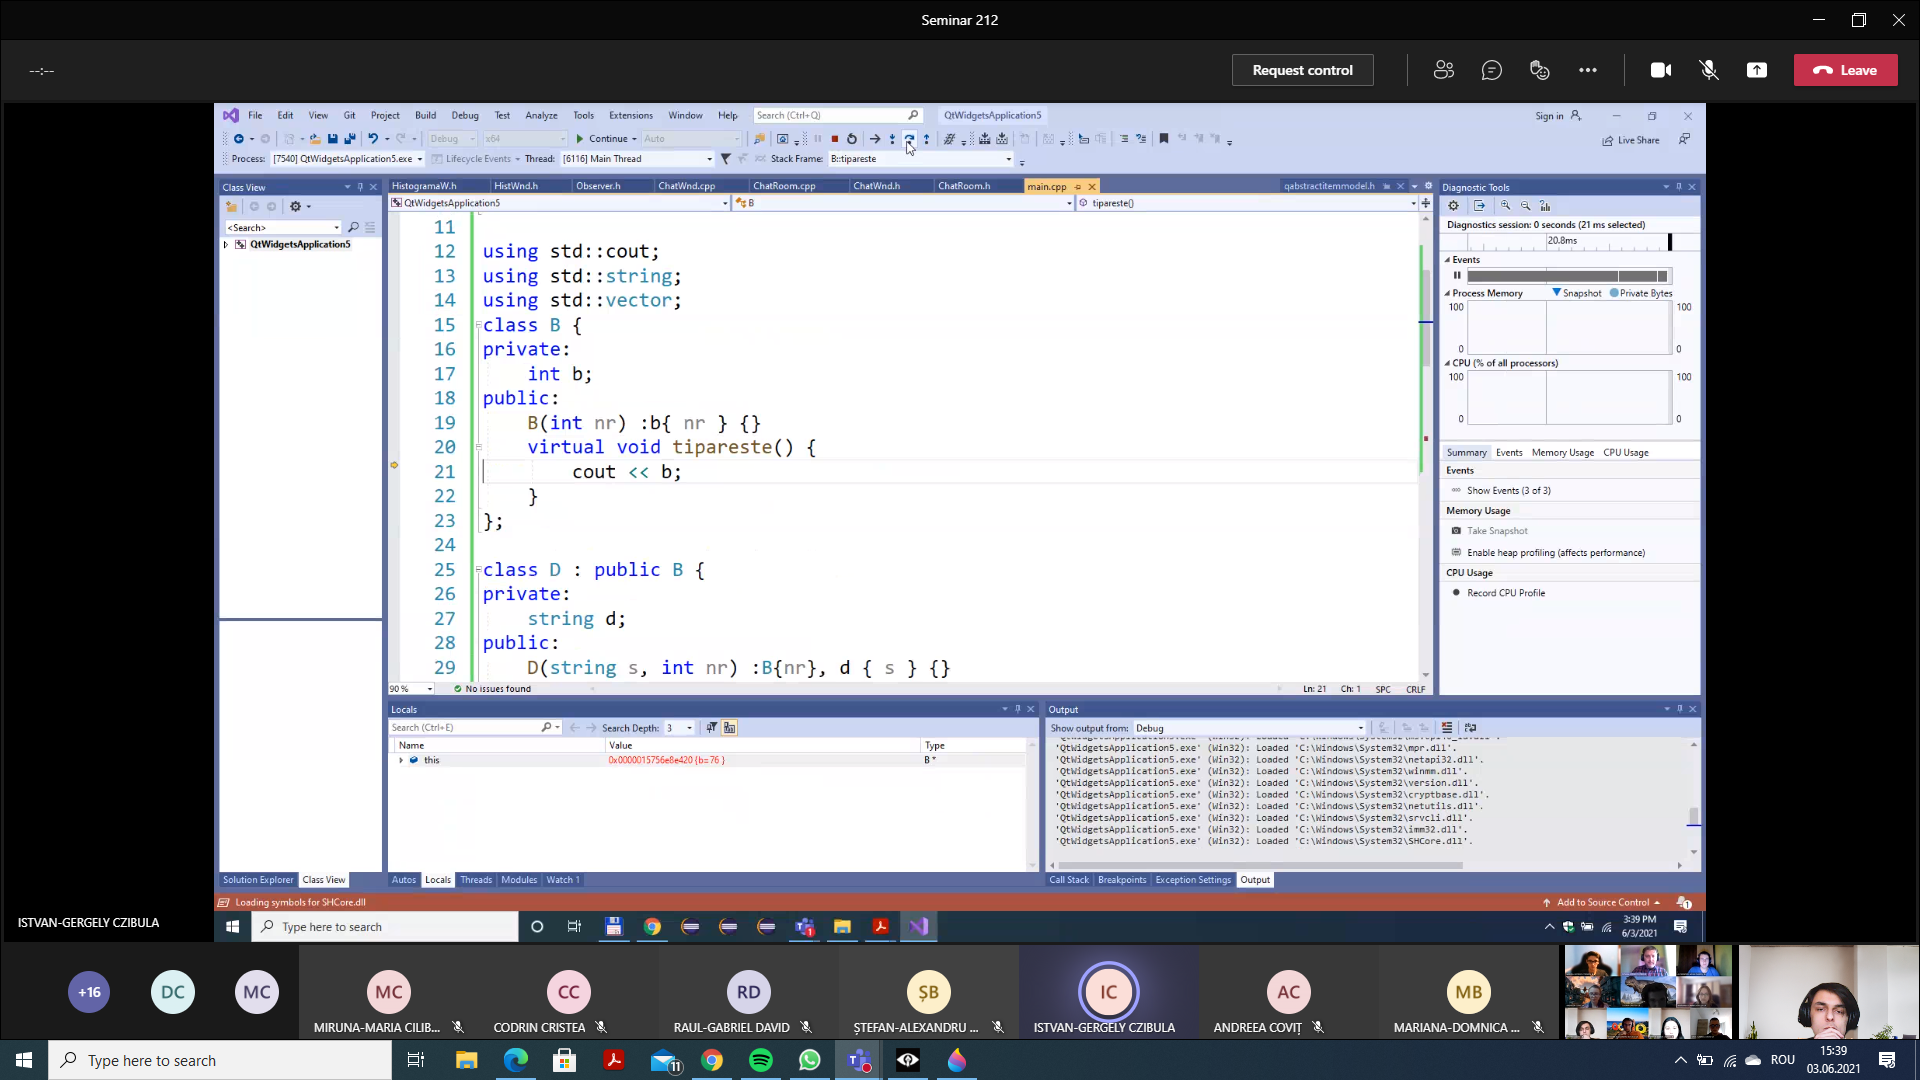 Seminar 212
--:--
Request control
Leave
File Edit View Git Project Build Debug Test Analyze Tools Extensions Window Help Search (Ctrl+Q) QtWidgetsApplication5 Sign in
Debug x64 Continue Auto Live Share
Process: [7540] QtWidgetsApplication5.exe Lifecycle Events Thread: [6116] Main Thread Stack Frame: B::tipareste
Class View
<Search>
QtWidgetsApplication5
HistogramaW.h HistWnd.h Observer.h ChatWnd.cpp ChatRoom.cpp ChatWnd.h ChatRoom.h main.cpp qabstractitemmodel.h
QtWidgetsApplication5 B tipareste()
11
12 using std::cout;
13 using std::string;
14 using std::vector;
15 class B {
16 private:
17 int b;
18 public:
19 B(int nr) :b{ nr } {}
20 virtual void tipareste() {
21 cout << b;
22 }
23 };
24
25 class D : public B {
26 private:
27 string d;
28 public:
29 D(string s, int nr) :B{nr}, d { s } {}
90 % No issues found Ln: 21 Ch: 1 SPC CRLF
Diagnostic Tools
Diagnostics session: 0 seconds (21 ms selected)
20.8ms
Events
Process Memory Snapshot Private Bytes
100 100
0 0
CPU (% of all processors)
100 100
0 0
Summary Events Memory Usage CPU Usage
Events
Show Events (3 of 3)
Memory Usage
Take Snapshot
Enable heap profiling (affects performance)
CPU Usage
Record CPU Profile
Locals
Search (Ctrl+E) Search Depth: 3
Name Value Type
this 0x0000015756e8e420 {b=76 } B *
Autos Locals Threads Modules Watch 1
Output
Show output from: Debug
'QtWidgetsApplication5.exe' (Win32): Loaded 'C:\Windows\System32\mpr.dll'.
'QtWidgetsApplication5.exe' (Win32): Loaded 'C:\Windows\System32\netapi32.dll'.
'QtWidgetsApplication5.exe' (Win32): Loaded 'C:\Windows\System32\winmm.dll'.
'QtWidgetsApplication5.exe' (Win32): Loaded 'C:\Windows\System32\version.dll'.
'QtWidgetsApplication5.exe' (Win32): Loaded 'C:\Windows\System32\cryptbase.dll'.
'QtWidgetsApplication5.exe' (Win32): Loaded 'C:\Windows\System32\netutils.dll'.
'QtWidgetsApplication5.exe' (Win32): Loaded 'C:\Windows\System32\srvcli.dll'.
'QtWidgetsApplication5.exe' (Win32): Loaded 'C:\Windows\System32\imm32.dll'.
'QtWidgetsApplication5.exe' (Win32): Loaded 'C:\Windows\System32\SHCore.dll'.
Call Stack Breakpoints Exception Settings Output
Solution Explorer Class View
Loading symbols for SHCore.dll Add to Source Control 1
Type here to search
3:39 PM
6/3/2021
ISTVAN-GERGELY CZIBULA
+16 DC MC MC CC RD ȘB IC AC MB
MIRUNA-MARIA CILIB... CODRIN CRISTEA RAUL-GABRIEL DAVID ȘTEFAN-ALEXANDRU ... ISTVAN-GERGELY CZIBULA ANDREEA COVIȚ MARIANA-DOMNICA ...
Type here to search 11 ROU
15:39
03.06.2021